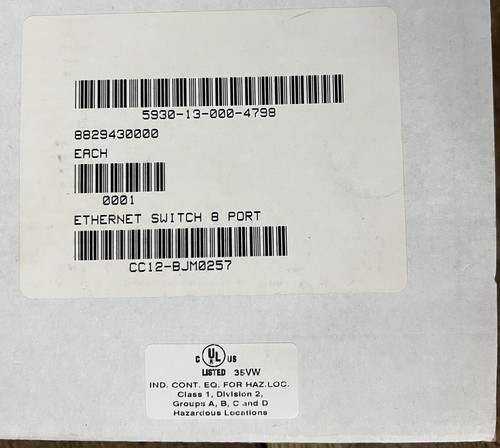 5930-13-000-4798
8829430000
EACH
0001
ETHERNET SWITCH 8 PORT
CC12-BJM0257
C UL US
LISTED 35VW
IND. CONT. EQ. FOR HAZ.LOC.
Class 1, Division 2,
Groups A, B, C and D
Hazardous Locations